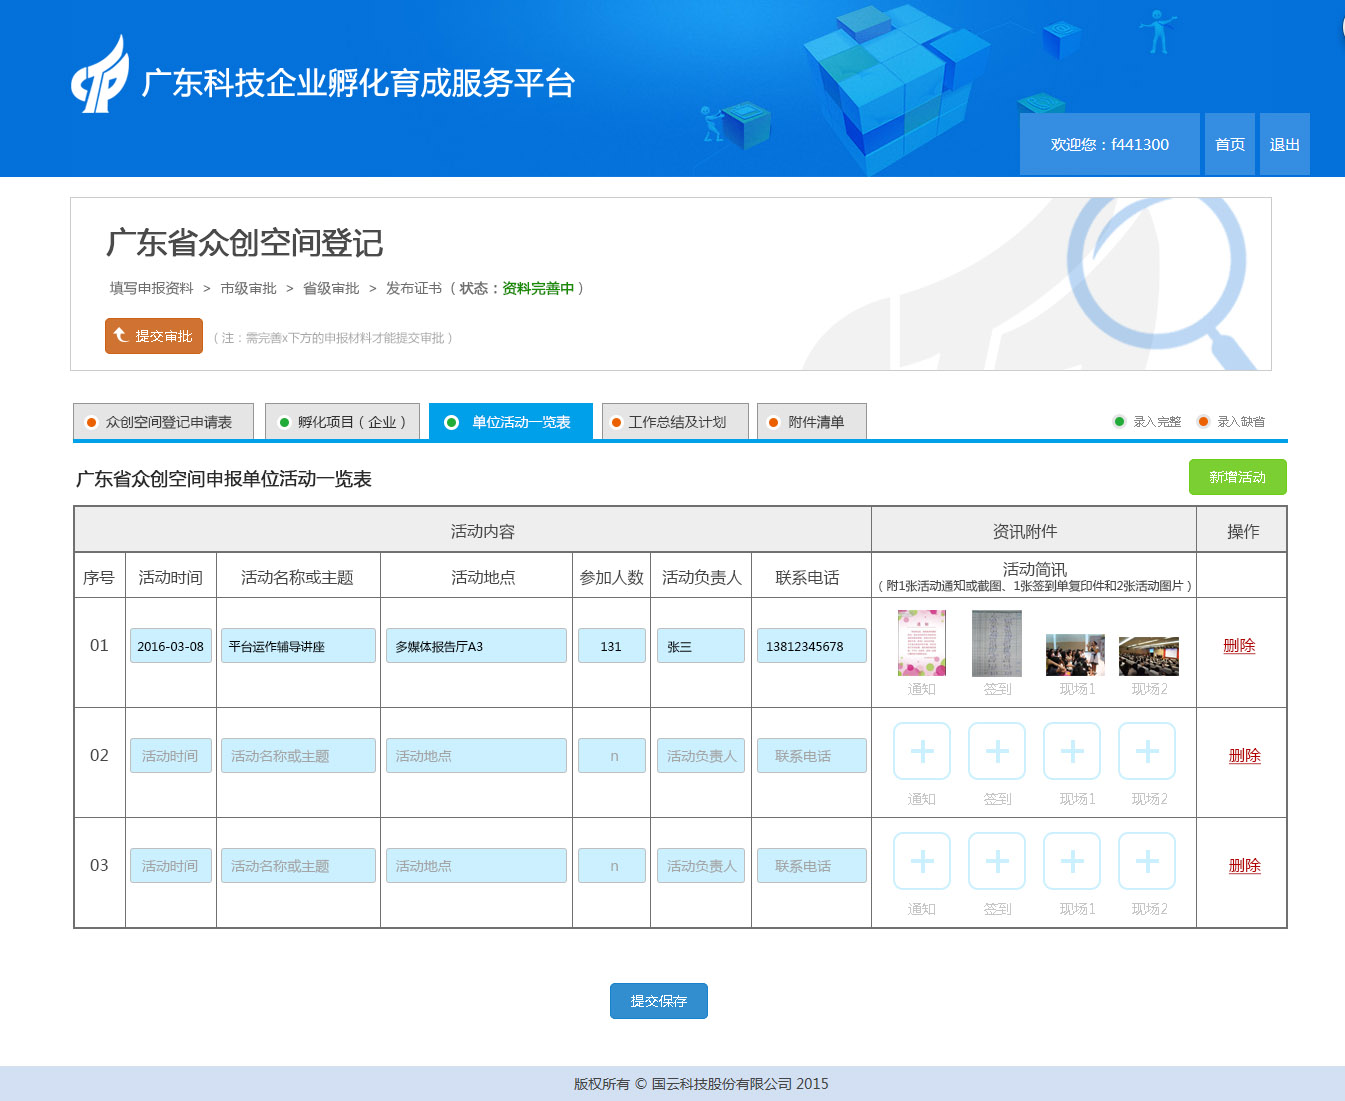 广东科技企业孵化育成服务平台
欢迎您：f441300 首页 退出
广东省众创空间登记
填写申报资料 > 市级审批 > 省级审批 > 发布证书（状态：资料完善中）
提交审批 （注：需完善x下方的申报材料才能提交审批）
众创空间登记申请表 孵化项目（企业） 单位活动一览表 工作总结及计划 附件清单 录入完整 录入缺省
广东省众创空间申报单位活动一览表 新增活动
活动内容 资讯附件 操作
序号 活动时间 活动名称或主题 活动地点 参加人数 活动负责人 联系电话 活动简讯
（附1张活动通知或截图、1张签到单复印件和2张活动图片）
01 2016-03-08 平台运作辅导讲座 多媒体报告厅A3 131 张三 13812345678 删除
通知 签到 现场1 现场2
02 活动时间 活动名称或主题 活动地点 n 活动负责人 联系电话 删除
通知 签到 现场1 现场2
03 活动时间 活动名称或主题 活动地点 n 活动负责人 联系电话 删除
通知 签到 现场1 现场2
提交保存
版权所有 © 国云科技股份有限公司 2015